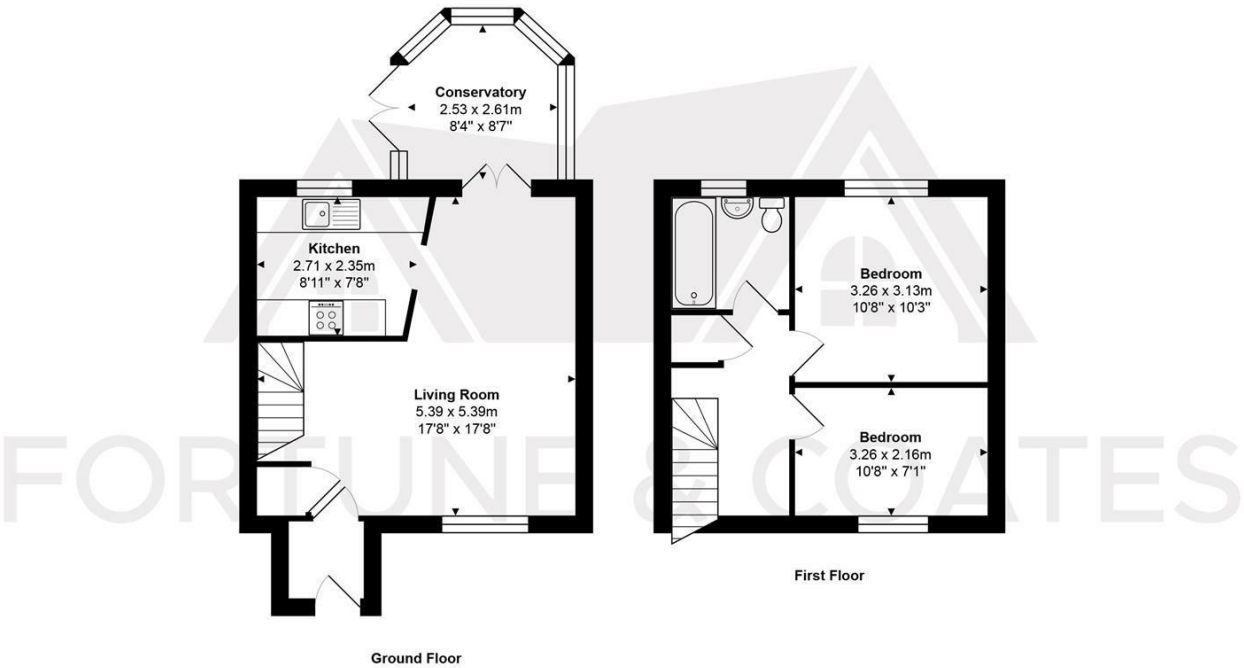 Conservatory
2.53 x 2.61m
8'4" x 8'7"
Kitchen
2.71 x 2.35m
8'11" x 7'8"
Living Room
5.39 x 5.39m
17'8" x 17'8"
Bedroom
3.26 x 3.13m
10'8" x 10'3"
Bedroom
3.26 x 2.16m
10'8" x 7'1"
FORTUNE & COATES
First Floor
Ground Floor